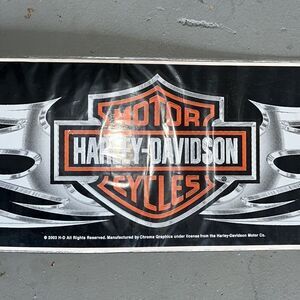 MOTOR
HARLEY-DAVIDSON
CYCLES
®
© 2003 H-D All Rights Reserved. Manufactured by Chroma Graphics under license from the Harley-Davidson Motor Co.